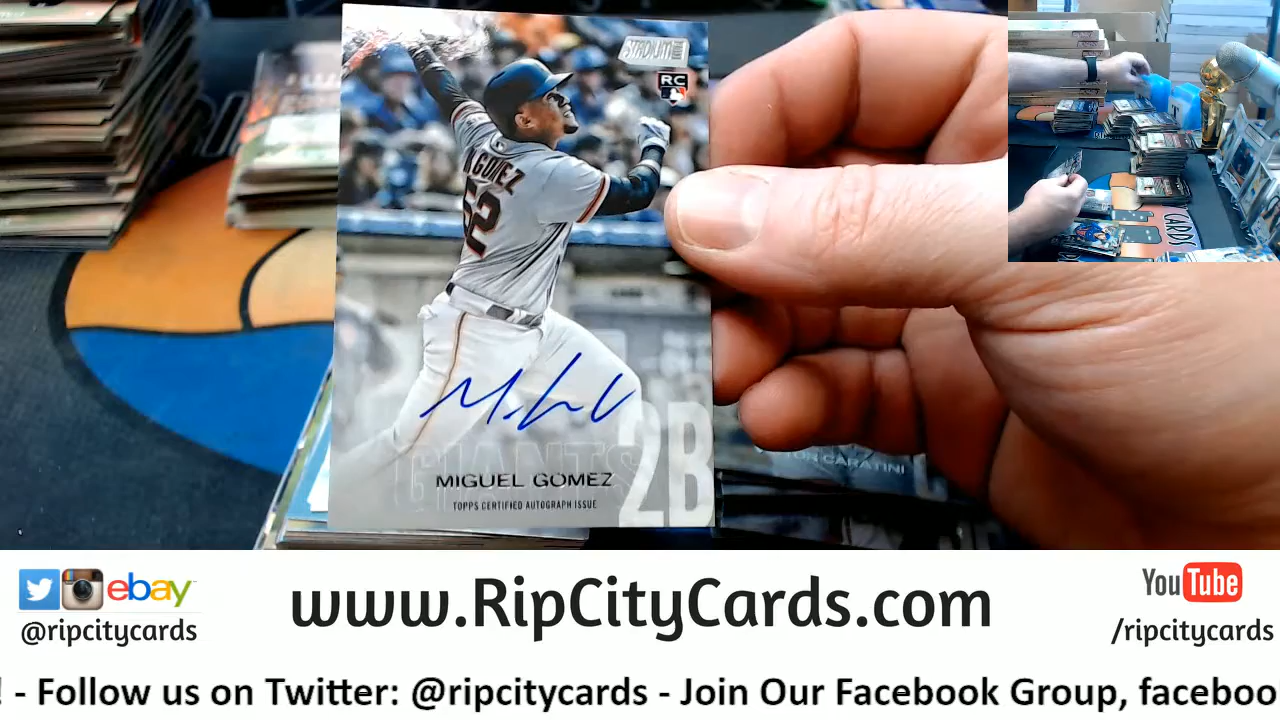 STADIUM
RC
M. GOMEZ
52
GIANTS
2B
MIGUEL GOMEZ
TOPPS CERTIFIED AUTOGRAPH ISSUE
CARATINI
CARDS
ebay
@ripcitycards
www.RipCityCards.com
YouTube
/ripcitycards
! - Follow us on Twitter: @ripcitycards - Join Our Facebook Group, faceboo